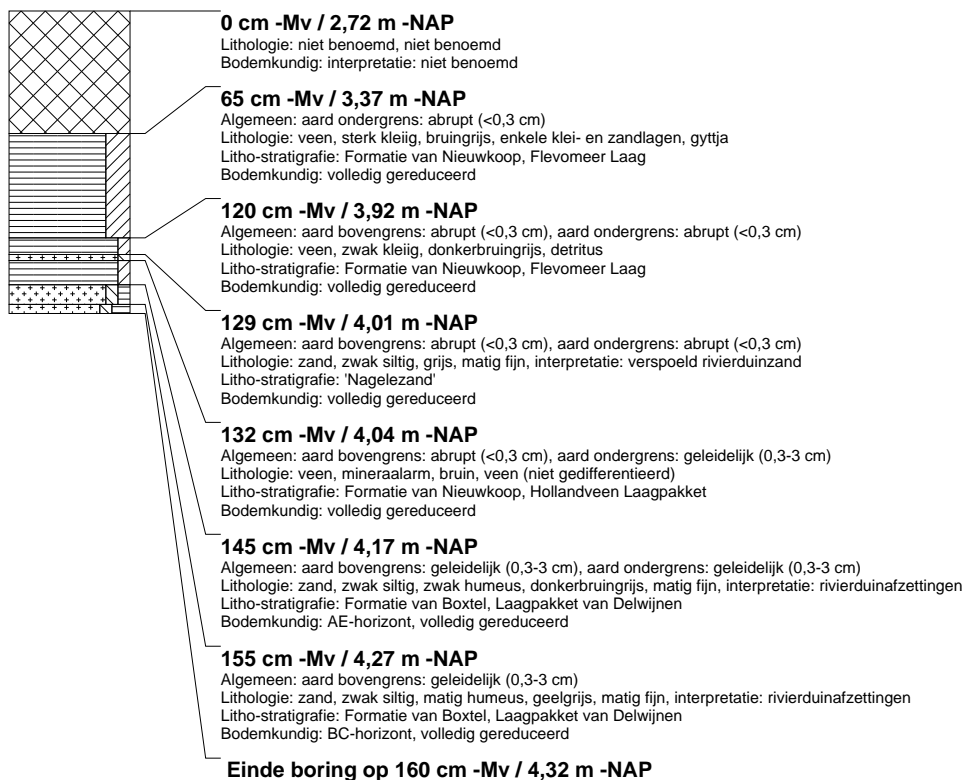 0 cm -Mv / 2,72 m -NAP
Lithologie: niet benoemd, niet benoemd
Bodemkundig: interpretatie: niet benoemd
65 cm -Mv / 3,37 m -NAP
Algemeen: aard ondergrens: abrupt (<0,3 cm)
Lithologie: veen, sterk kleiig, bruingrijs, enkele klei- en zandlagen, gyttja
Litho-stratigrafie: Formatie van Nieuwkoop, Flevomeer Laag
Bodemkundig: volledig gereduceerd
120 cm -Mv / 3,92 m -NAP
Algemeen: aard bovengrens: abrupt (<0,3 cm), aard ondergrens: abrupt (<0,3 cm)
Lithologie: veen, zwak kleiig, donkerbruingrijs, detritus
Litho-stratigrafie: Formatie van Nieuwkoop, Flevomeer Laag
Bodemkundig: volledig gereduceerd
129 cm -Mv / 4,01 m -NAP
Algemeen: aard bovengrens: abrupt (<0,3 cm), aard ondergrens: abrupt (<0,3 cm)
Lithologie: zand, zwak siltig, grijs, matig fijn, interpretatie: verspoeld rivierduinzand
Litho-stratigrafie: 'Nagelezand'
Bodemkundig: volledig gereduceerd
132 cm -Mv / 4,04 m -NAP
Algemeen: aard bovengrens: abrupt (<0,3 cm), aard ondergrens: geleidelijk (0,3-3 cm)
Lithologie: veen, mineraalarm, bruin, veen (niet gedifferentieerd)
Litho-stratigrafie: Formatie van Nieuwkoop, Hollandveen Laagpakket
Bodemkundig: volledig gereduceerd
145 cm -Mv / 4,17 m -NAP
Algemeen: aard bovengrens: geleidelijk (0,3-3 cm), aard ondergrens: geleidelijk (0,3-3 cm)
Lithologie: zand, zwak siltig, zwak humeus, donkerbruingrijs, matig fijn, interpretatie: rivierduinafzettingen
Litho-stratigrafie: Formatie van Boxtel, Laagpakket van Delwijnen
Bodemkundig: AE-horizont, volledig gereduceerd
155 cm -Mv / 4,27 m -NAP
Algemeen: aard bovengrens: geleidelijk (0,3-3 cm)
Lithologie: zand, zwak siltig, matig humeus, geelgrijs, matig fijn, interpretatie: rivierduinafzettingen
Litho-stratigrafie: Formatie van Boxtel, Laagpakket van Delwijnen
Bodemkundig: BC-horizont, volledig gereduceerd
Einde boring op 160 cm -Mv / 4,32 m -NAP